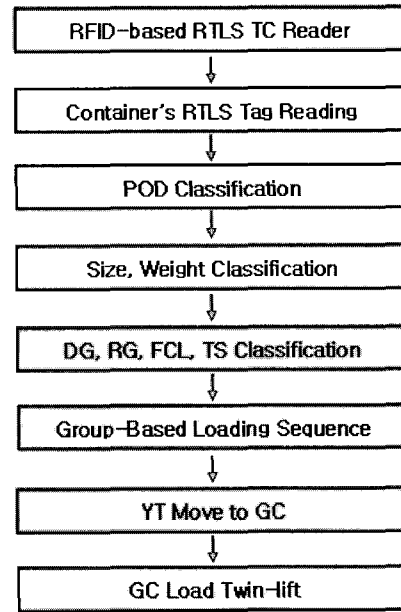 RFID-based RTLS TC Reader
Container's RTLS Tag Reading
POD Classification
Size, Weight Classification
DG, RG, FCL, TS Classification
Group-Based Loading Sequence
YT Move to GC
GC Load Twin-lift